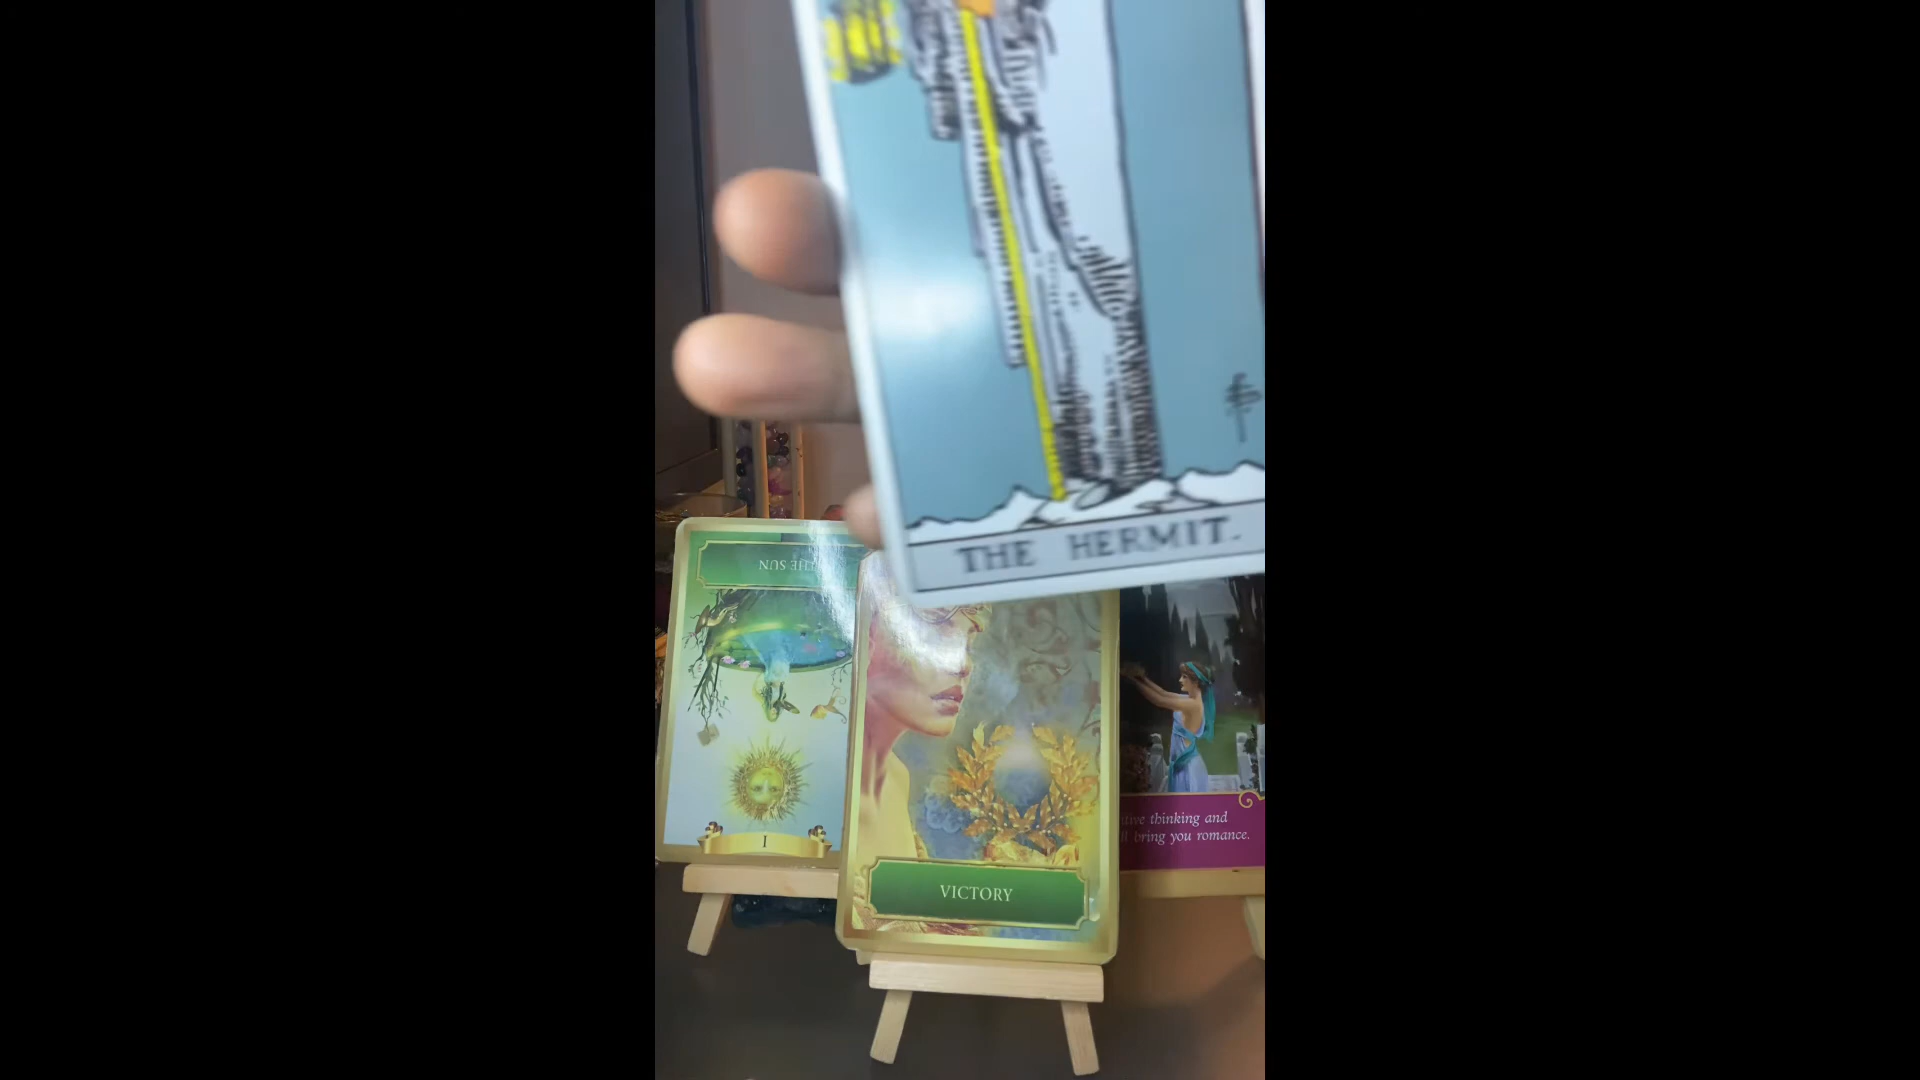 THE HERMIT.
THE SUN
I
VICTORY
thinking and
bring you romance.